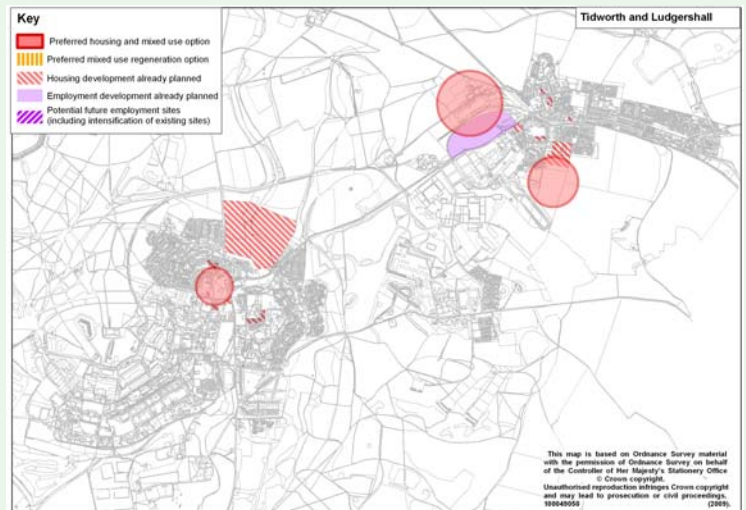 Key
Tidworth and Ludgershall
Preferred housing and mixed use option
Preferred mixed use regeneration option
Housing development already planned
Employment development already planned
Potential future employment sites
(including intensification of existing sites)
This map is based on Ordnance Survey material
with the permission of Ordnance Survey on behalf
of the Controller of Her Majesty's Stationery Office
© Crown copyright.
Unauthorised reproduction infringes Crown copyright
and may lead to prosecution or civil proceedings.
100049050 (2009).